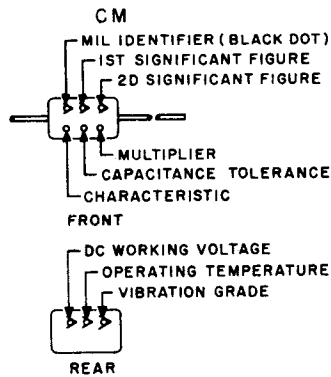 CM
MIL IDENTIFIER (BLACK DOT)
1ST SIGNIFICANT FIGURE
2D SIGNIFICANT FIGURE
MULTIPLIER
CAPACITANCE TOLERANCE
CHARACTERISTIC
FRONT
DC WORKING VOLTAGE
OPERATING TEMPERATURE
VIBRATION GRADE
REAR